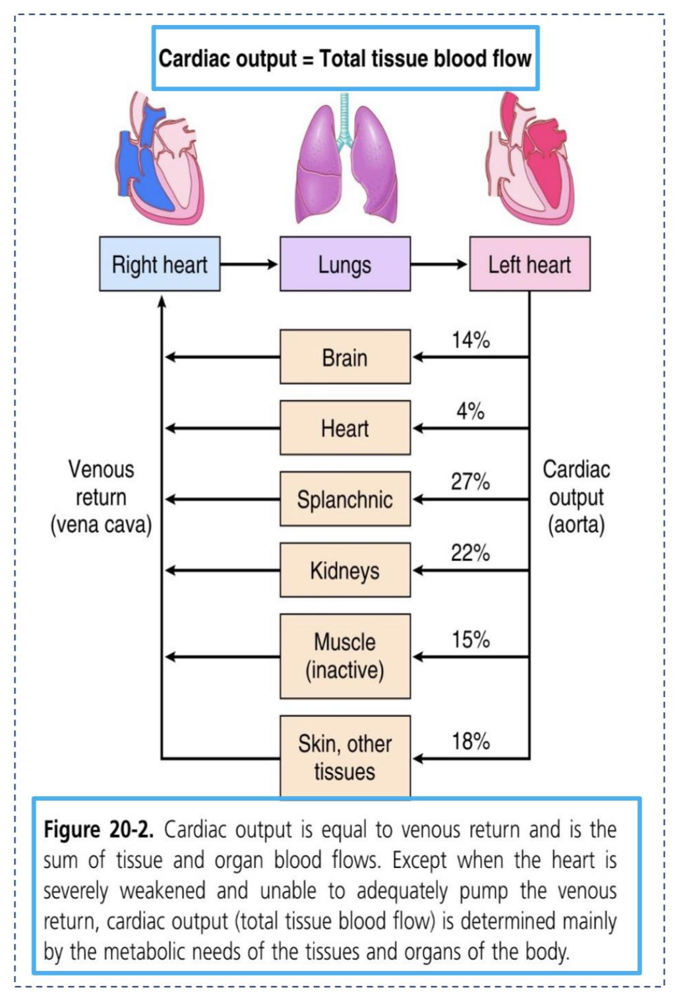 Cardiac output = Total tissue blood flow
Right heart
Lungs
Left heart
14%
Brain
4%
Heart
27%
Splanchnic
Venous
return
(vena cava)
Cardiac
output
(aorta)
22%
Kidneys
15%
Muscle
(inactive)
18%
Skin, other
tissues
Figure 20-2. Cardiac output is equal to venous return and is the
sum of tissue and organ blood flows. Except when the heart is
severely weakened and unable to adequately pump the venous
return, cardiac output (total tissue blood flow) is determined mainly
by the metabolic needs of the tissues and organs of the body.